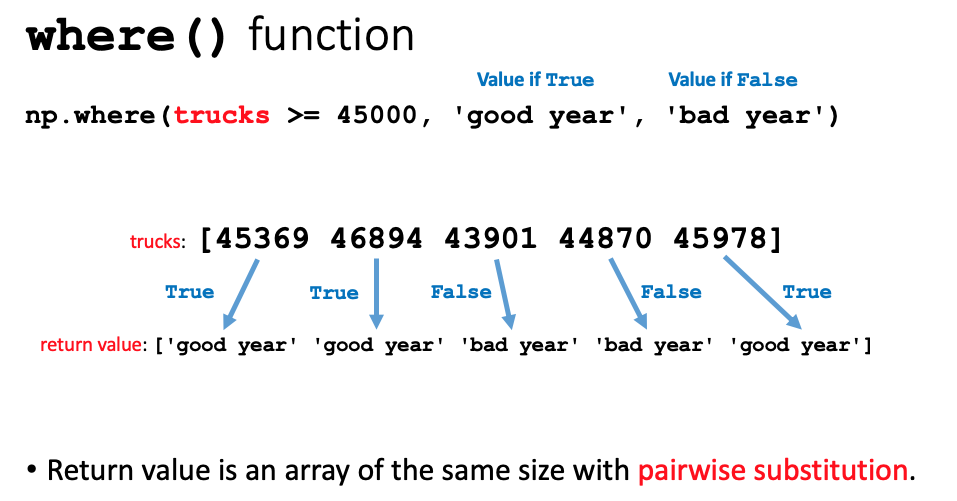 where() function
Value if True Value if False
np.where(trucks >= 45000, 'good year', 'bad year')
trucks: [45369 46894 43901 44870 45978]
True True False False True
return value: ['good year' 'good year' 'bad year' 'bad year' 'good year']
• Return value is an array of the same size with pairwise substitution.